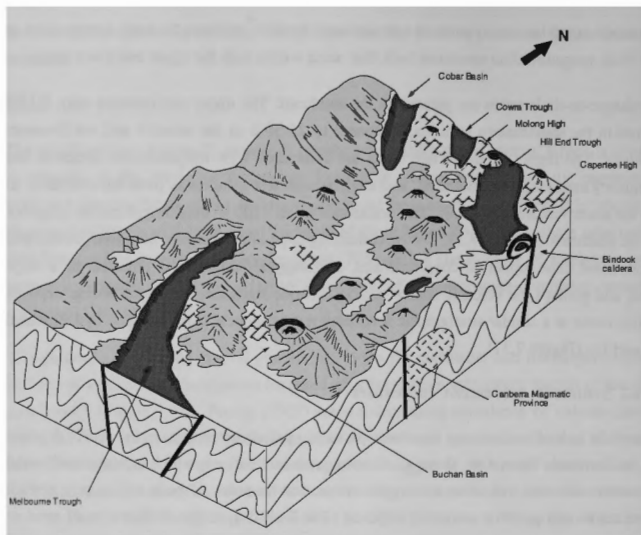 N
Cobar Basin
Cowra Trough
Molong High
Hill End Trough
Capertee High
Bindook
caldera
Canberra Magmatic
Province
Buchan Basin
Melbourne Trough